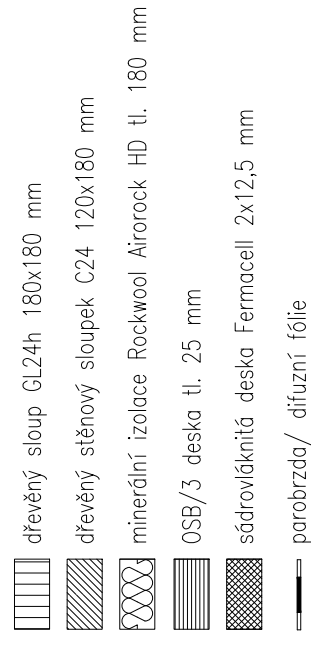 dřevěný sloup GL24h 180x180 mm
dřevěný stěnový sloupek C24 120x180 mm
minerální izolace Rockwool Airorock HD tl. 180 mm
OSB/3 deska tl. 25 mm
sádrovláknitá deska Fermacell 2x12,5 mm
parobrzda/ difuzní fólie